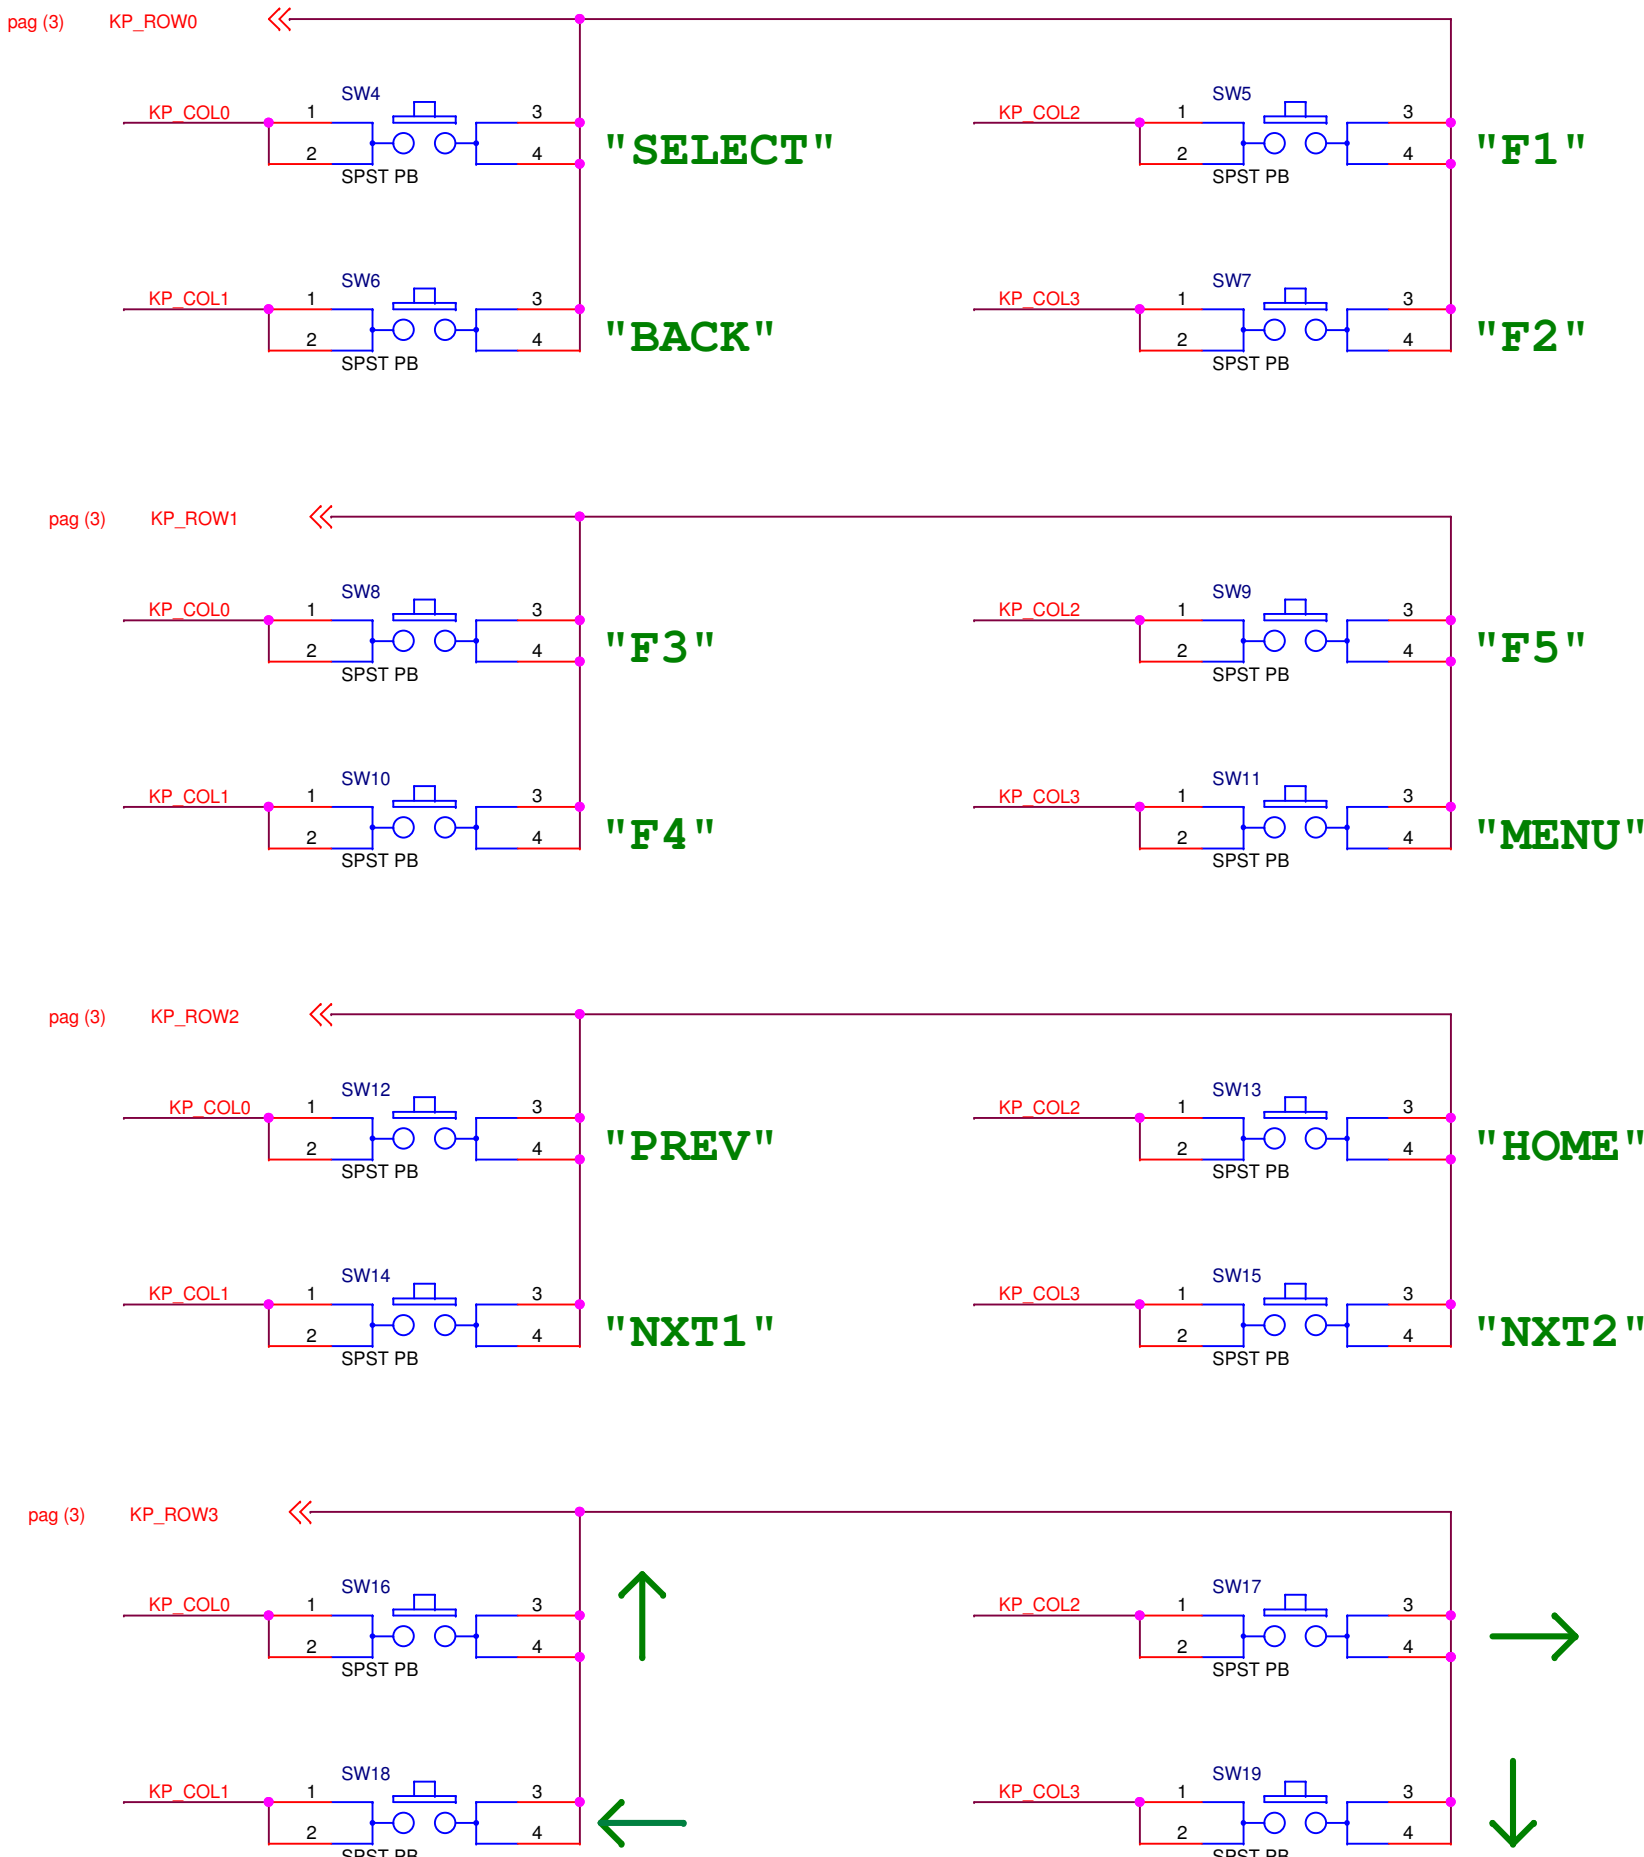 pag (3) KP_ROW0
SW4 SW5
KP_COL0 1 3 KP_COL2 1 3
"SELECT" "F1"
2 4 2 4
SPST PB SPST PB
SW6 SW7
KP_COL1 1 3 KP_COL3 1 3
"BACK" "F2"
2 4 2 4
SPST PB SPST PB
pag (3) KP_ROW1
SW8 SW9
KP_COL0 1 3 KP_COL2 1 3
"F3" "F5"
2 4 2 4
SPST PB SPST PB
SW10 SW11
KP_COL1 1 3 KP_COL3 1 3
"F4" "MENU"
2 4 2 4
SPST PB SPST PB
pag (3) KP_ROW2
SW12 SW13
KP_COL0 1 3 KP_COL2 1 3
"PREV" "HOME"
2 4 2 4
SPST PB SPST PB
SW14 SW15
KP_COL1 1 3 KP_COL3 1 3
"NXT1" "NXT2"
2 4 2 4
SPST PB SPST PB
pag (3) KP_ROW3
SW16 SW17
KP_COL0 1 3 KP_COL2 1 3
2 4 2 4
SPST PB SPST PB
SW18 SW19
KP_COL1 1 3 KP_COL3 1 3
2 4 2 4
SPST PB SPST PB